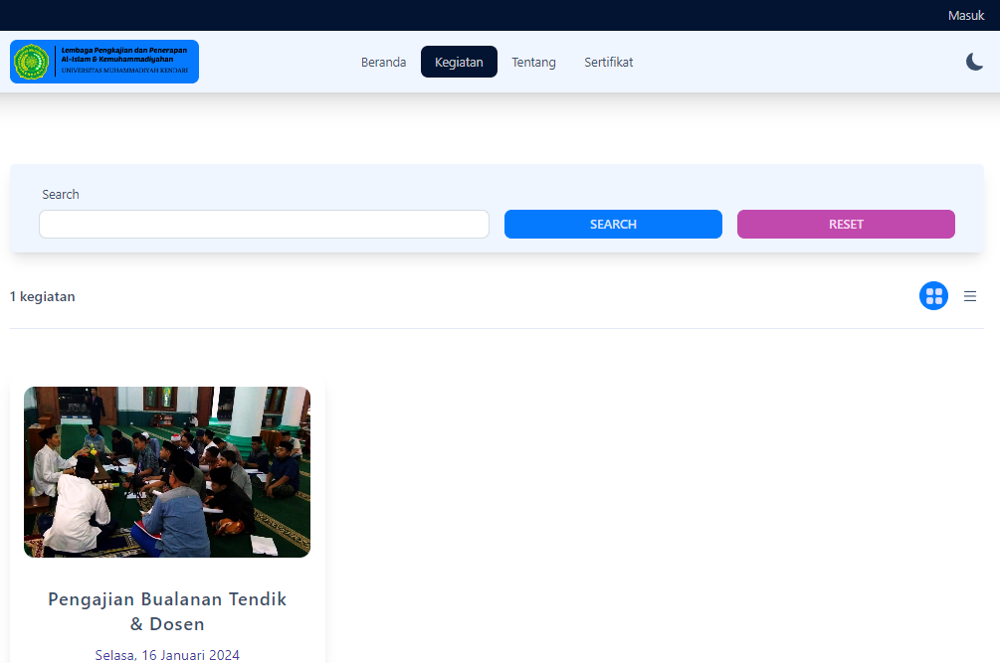 Masuk
Lembaga Pengkajian dan Penerapan
Al-Islam & Kemuhammadiyahan
UNIVERSITAS MUHAMMADIYAH KENDARI
Beranda
Kegiatan
Tentang
Sertifikat
Search
SEARCH
RESET
1 kegiatan
Pengajian Bualanan Tendik
& Dosen
Selasa, 16 Januari 2024